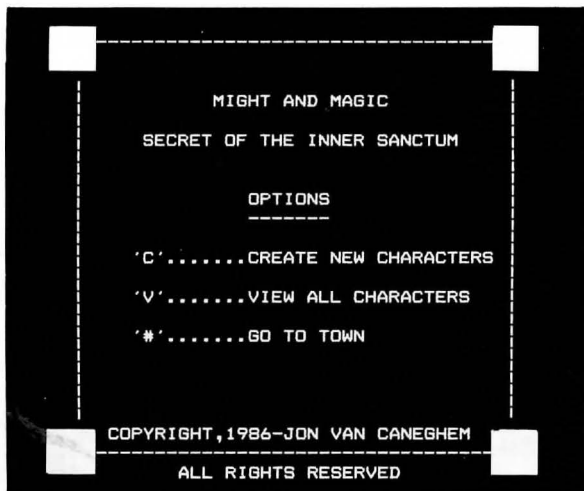 MIGHT AND MAGIC
SECRET OF THE INNER SANCTUM
OPTIONS
'C'.......CREATE NEW CHARACTERS
'V'.......VIEW ALL CHARACTERS
'#'.......GO TO TOWN
COPYRIGHT,1986-JON VAN CANEGHEM
ALL RIGHTS RESERVED